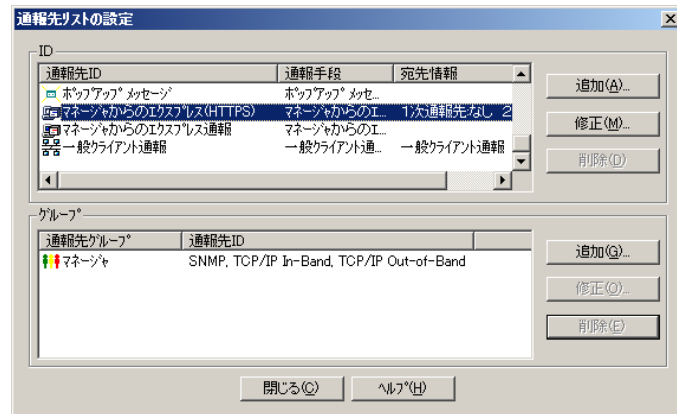 通報先リストの設定
ID
通報先ID 通報手段 宛先情報
ポップアップ メッセージ ポップアップ メッセ...
マネージャからのエクスプレス(HTTPS) マネージャからのエ... 1次通報先:なし 2
マネージャからのエクスプレス通報 マネージャからのエ...
一般クライアント通報 一般クライアント通... 一般クライアント通報
追加(A)...
修正(M)...
削除(D)
グループ
通報先グループ 通報先ID
マネージャ SNMP, TCP/IP In-Band, TCP/IP Out-of-Band
追加(G)...
修正(O)...
削除(E)
閉じる(C) ヘルプ(H)